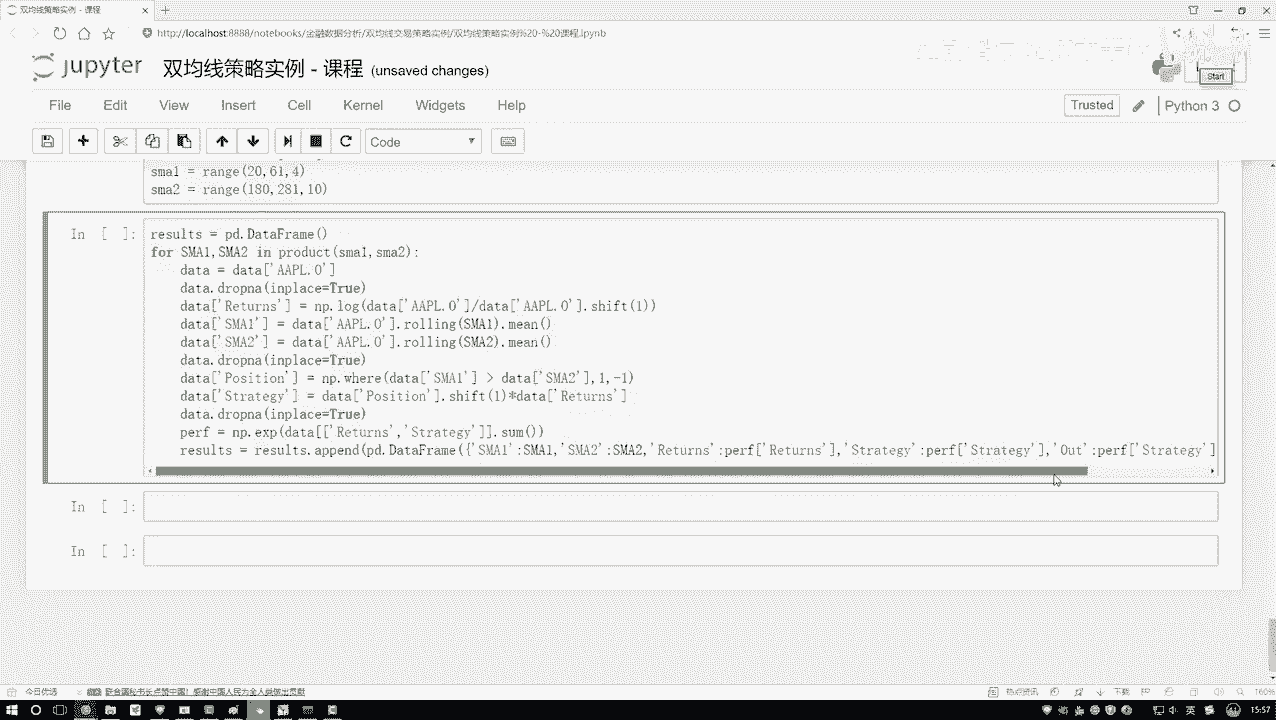 双均线策略实例 - 课程
http://localhost:8888/notebooks/金融数据分析/双均线交易策略实例/双均线策略实例%20-%20课程.ipynb
jupyter 双均线策略实例 - 课程 (unsaved changes)
Start
File Edit View Insert Cell Kernel Widgets Help
Trusted Python 3
Code
sma1 = range(20,61,4)
sma2 = range(180,281,10)
In [ ]:
results = pd.DataFrame()
for SMA1,SMA2 in product(sma1,sma2):
    data = data['AAPL.O']
    data.dropna(inplace=True)
    data['Returns'] = np.log(data['AAPL.O']/data['AAPL.O'].shift(1))
    data['SMA1'] = data['AAPL.O'].rolling(SMA1).mean()
    data['SMA2'] = data['AAPL.O'].rolling(SMA2).mean()
    data.dropna(inplace=True)
    data['Position'] = np.where(data['SMA1'] > data['SMA2'],1,-1)
    data['Strategy'] = data['Position'].shift(1)*data['Returns']
    data.dropna(inplace=True)
    perf = np.exp(data[['Returns','Strategy']].sum())
    results = results.append(pd.DataFrame({'SMA1':SMA1,'SMA2':SMA2,'Returns':perf['Returns'],'Strategy':perf['Strategy'],'Out':perf['Strategy']
In [ ]:
In [ ]:
今日优选
热点资讯 下载 160%
英 15:57